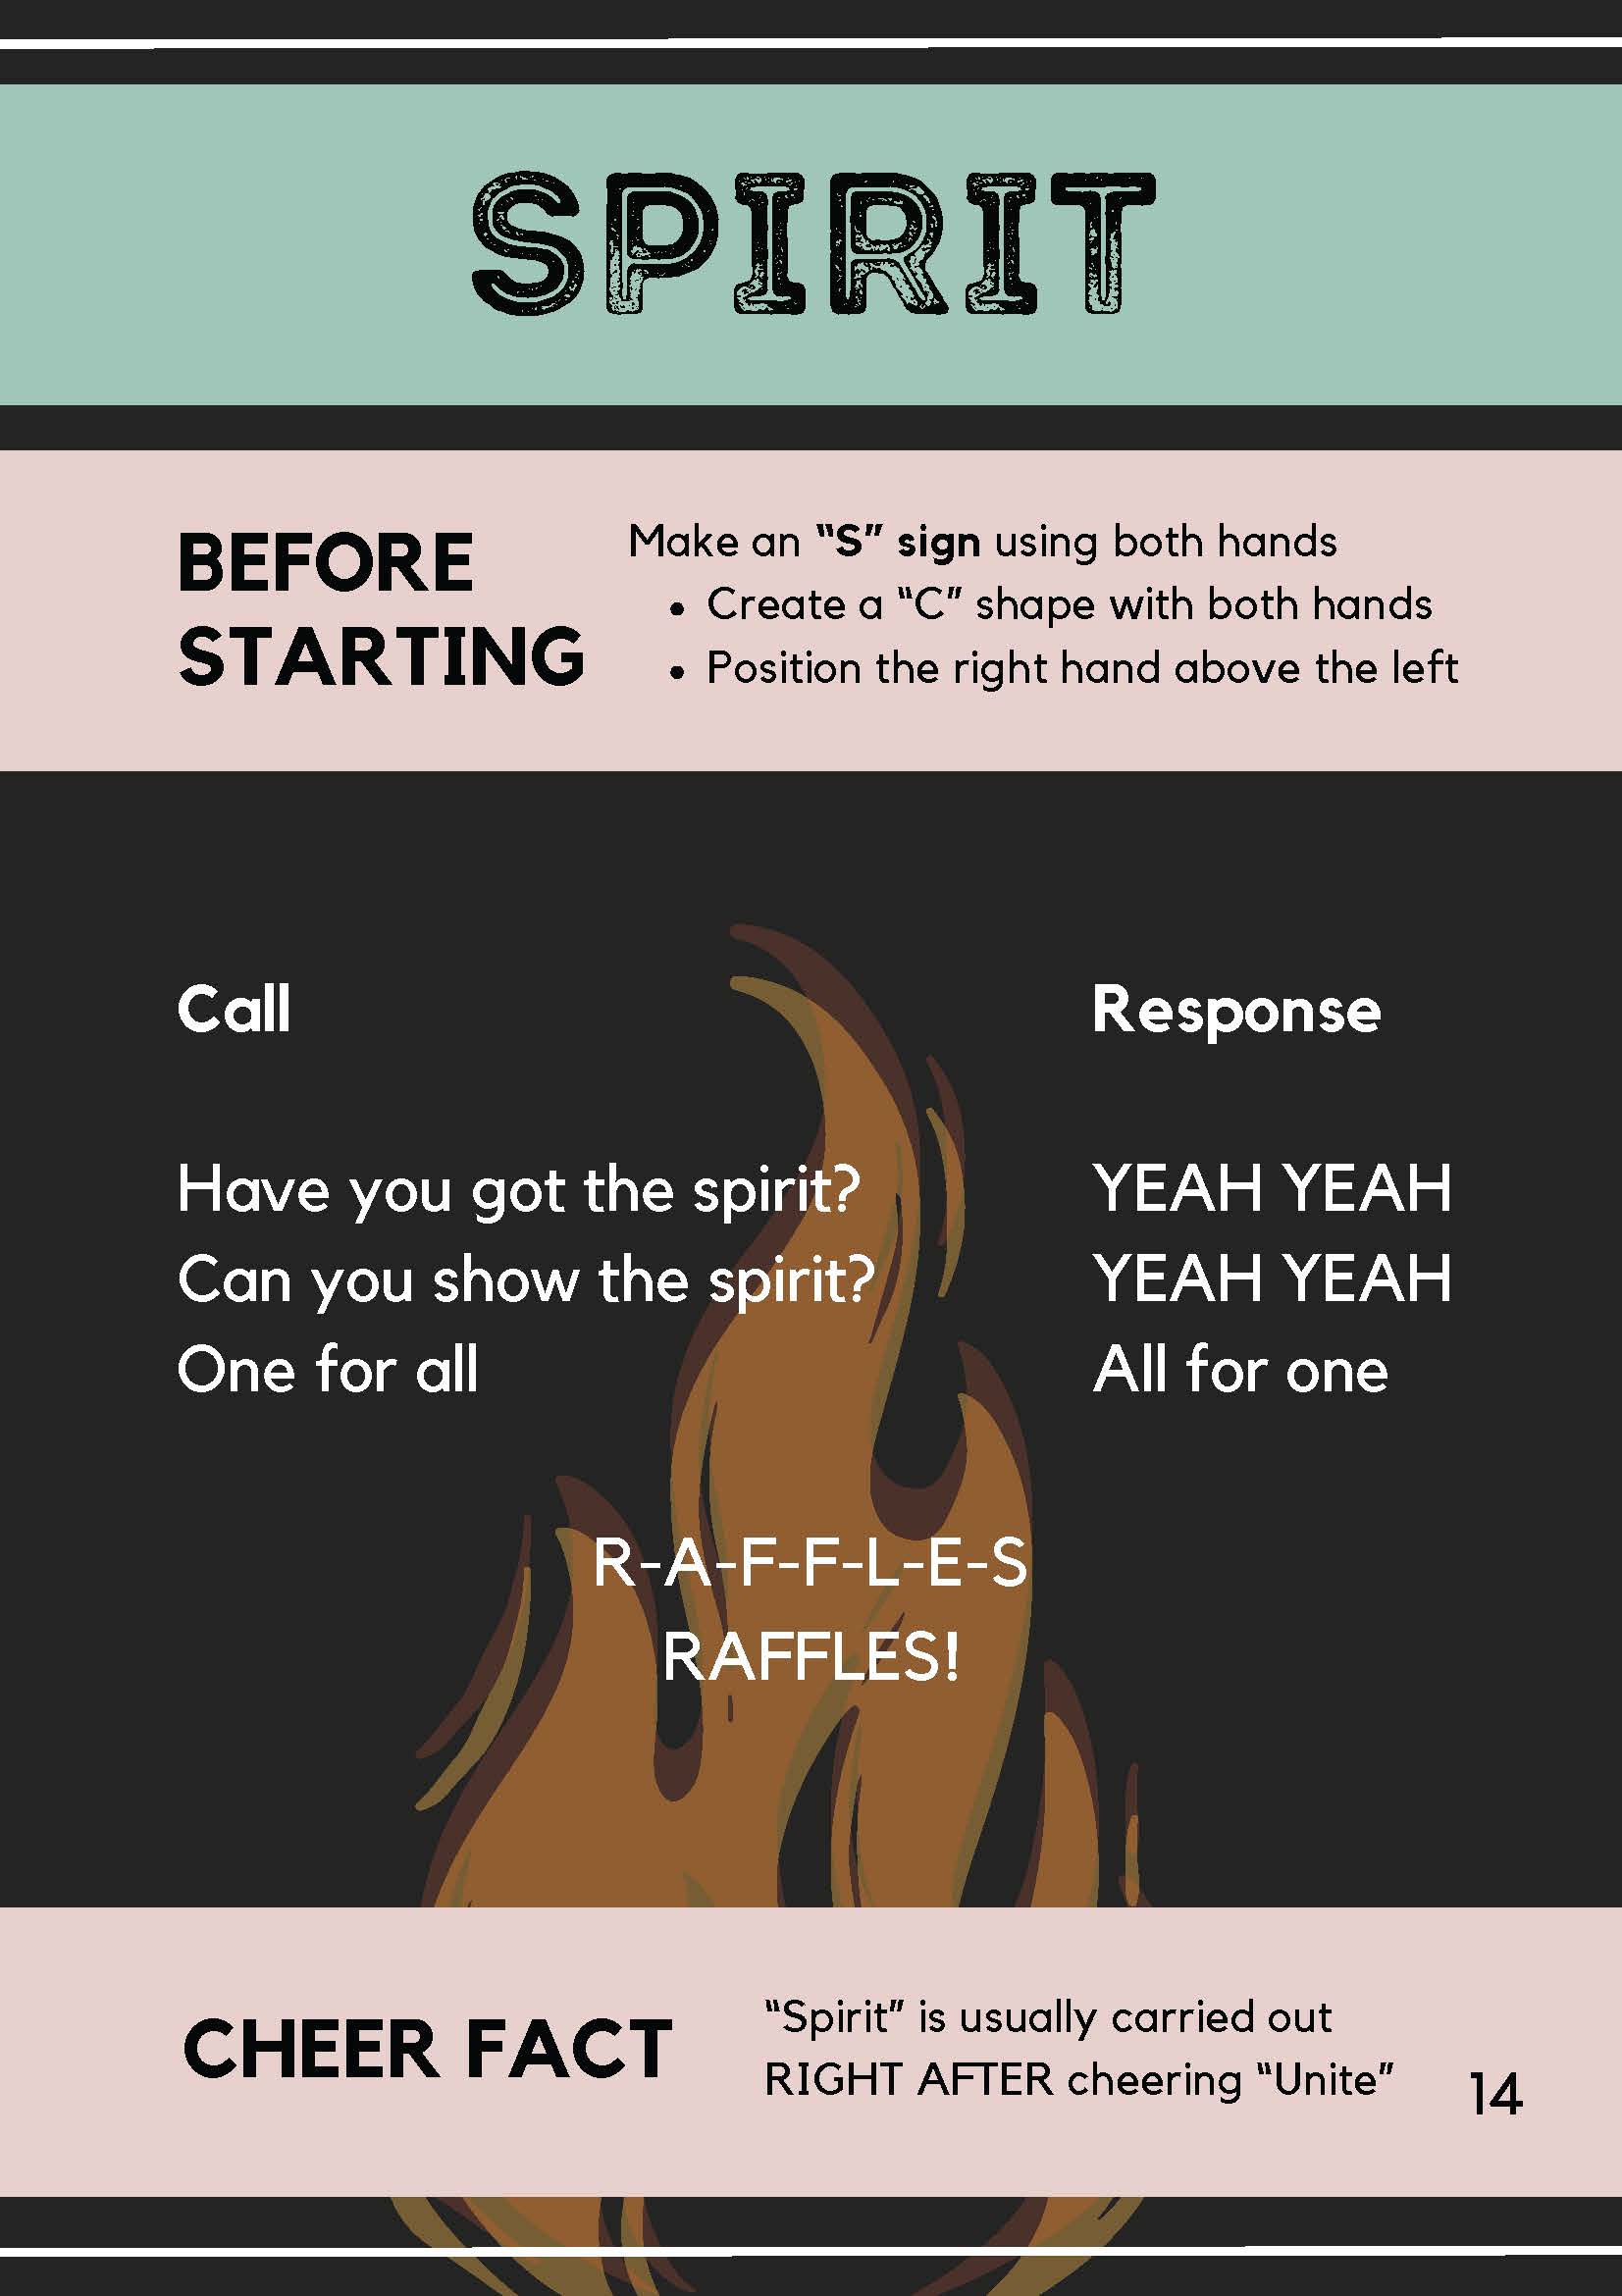 SPIRIT
BEFORE
STARTING
Make an “S” sign using both hands
• Create a “C” shape with both hands
• Position the right hand above the left
Call
Response
Have you got the spirit?
YEAH YEAH
Can you show the spirit?
YEAH YEAH
One for all
All for one
R-A-F-F-L-E-S
RAFFLES!
CHEER FACT
“Spirit” is usually carried out
RIGHT AFTER cheering “Unite”
14